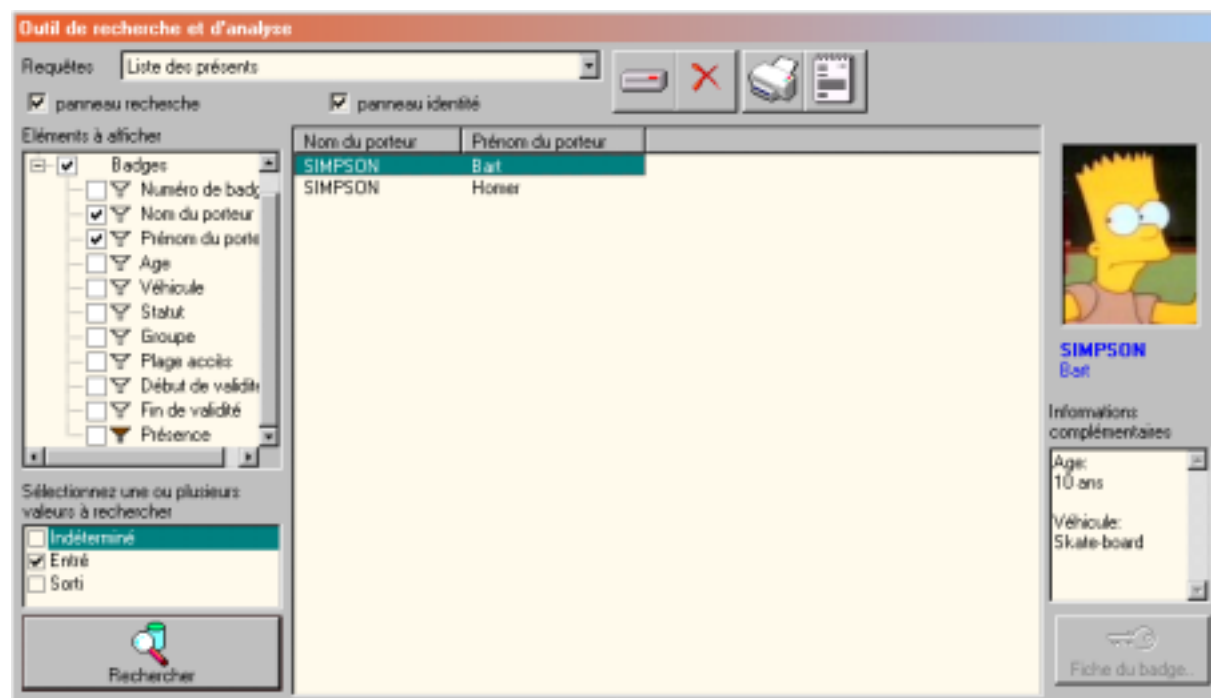 Outil de recherche et d'analyse
Requêtes Liste des présents
panneau recherche panneau identité
Eléments à afficher
Badges
Numéro de badg
Nom du porteur
Prénom du porte
Age
Véhicule
Statut
Groupe
Plage accès
Début de validité
Fin de validité
Présence
Sélectionnez une ou plusieurs
valeurs à rechercher
Indéterminé
Entré
Sorti
Rechercher
Nom du porteur Prénom du porteur
SIMPSON Bart
SIMPSON Homer
SIMPSON
Bart
Informations
complémentaires
Age:
10 ans
Véhicule:
Skate-board
Fiche du badge..